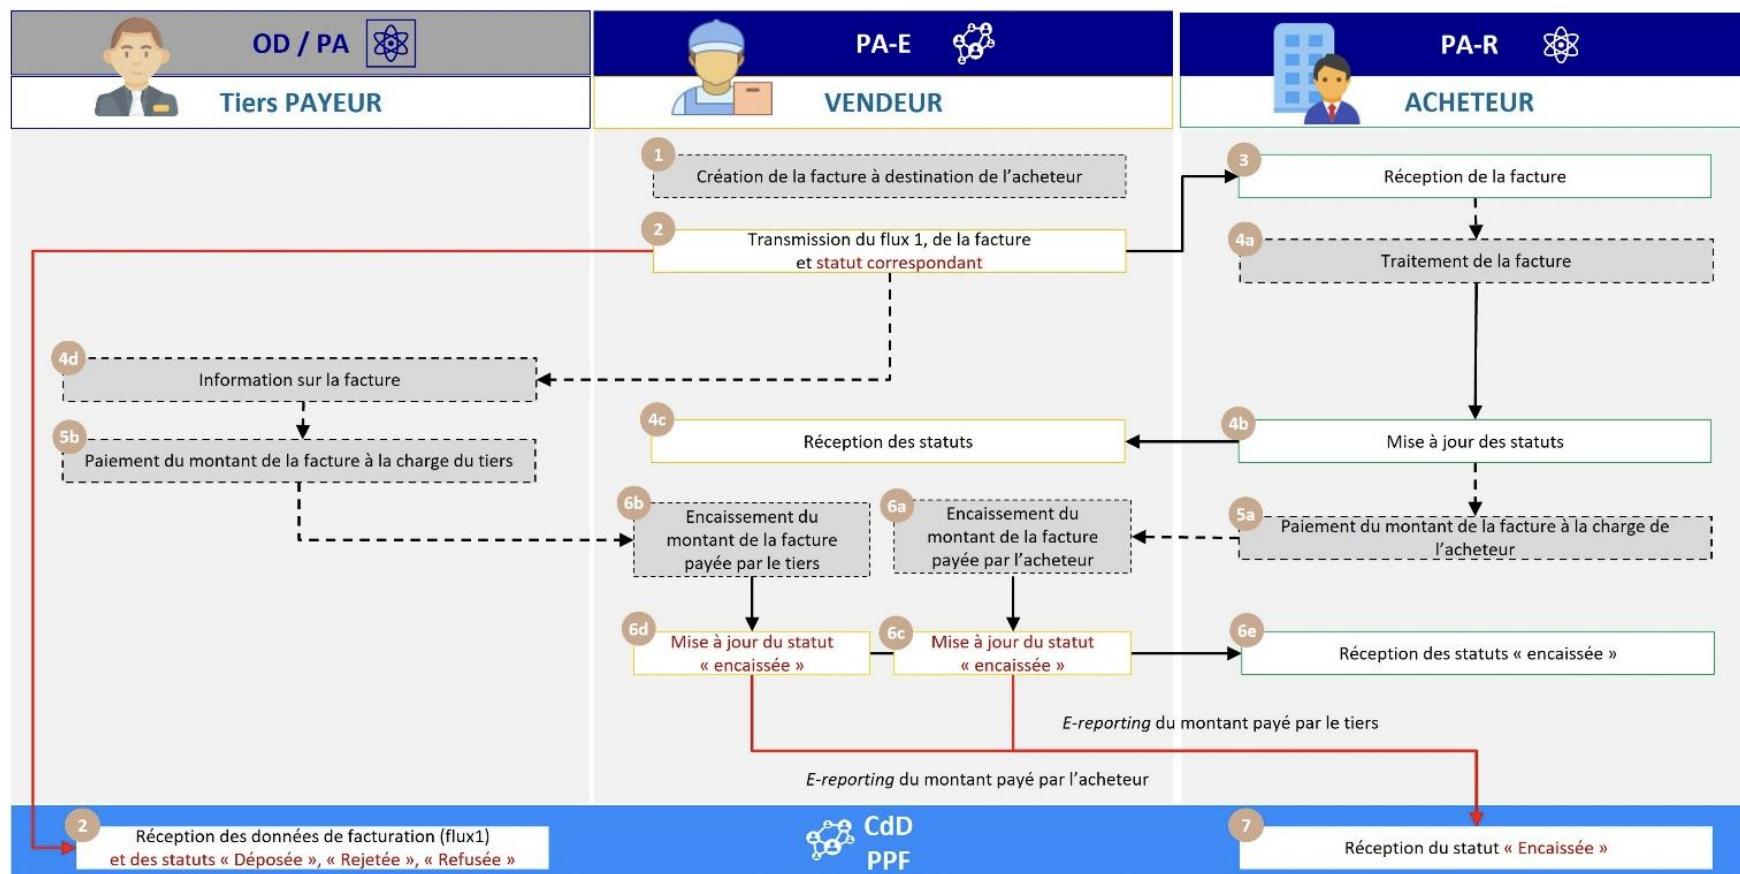 OD / PA
Tiers PAYEUR
PA-E
VENDEUR
PA-R
ACHETEUR
1
Création de la facture à destination de l’acheteur
3
Réception de la facture
2
Transmission du flux 1, de la facture
et statut correspondant
4a
Traitement de la facture
4d
Information sur la facture
5b
Paiement du montant de la facture à la charge du tiers
4c
Réception des statuts
4b
Mise à jour des statuts
6b
Encaissement du
montant de la facture
payée par le tiers
6a
Encaissement du
montant de la facture
payée par l’acheteur
5a
Paiement du montant de la facture à la charge de
l’acheteur
6d
Mise à jour du statut
« encaissée »
6c
Mise à jour du statut
« encaissée »
6e
Réception des statuts « encaissée »
E-reporting du montant payé par le tiers
E-reporting du montant payé par l’acheteur
2
Réception des données de facturation (flux1)
et des statuts « Déposée », « Rejetée », « Refusée »
CdD
PPF
7
Réception du statut « Encaissée »